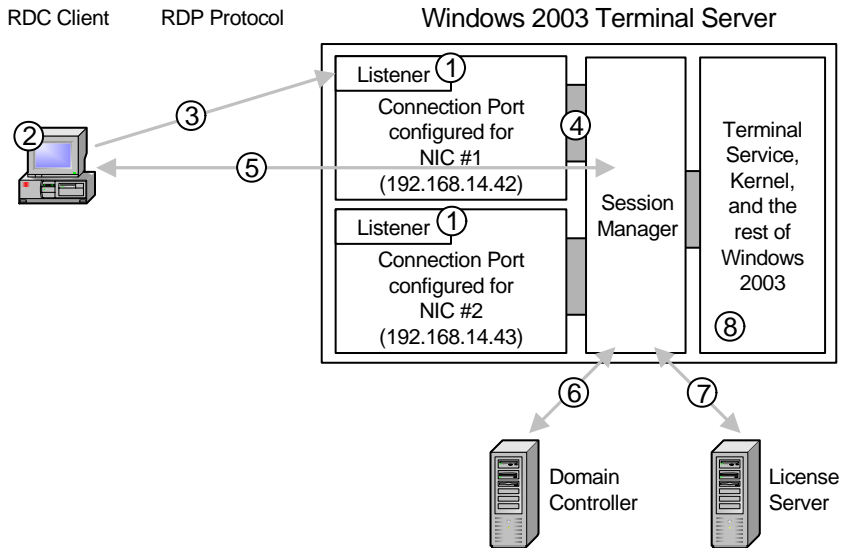 RDC Client
RDP Protocol
Windows 2003 Terminal Server
Listener 1
Connection Port
configured for
NIC #1
(192.168.14.42)
2
3
4
5
Listener 1
Connection Port
configured for
NIC #2
(192.168.14.43)
Session
Manager
Terminal
Service,
Kernel,
and the
rest of
Windows
2003
8
6
7
Domain
Controller
License
Server